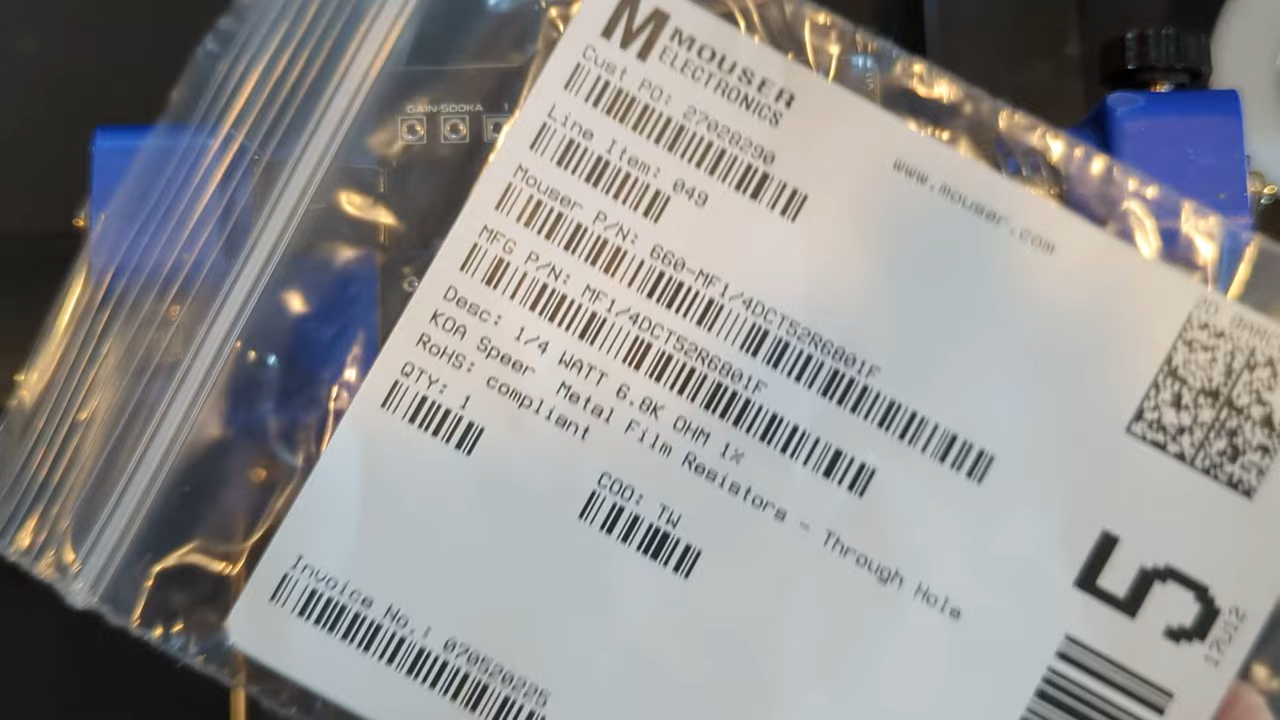 GAIN-500KA 1
M MOUSER
ELECTRONICS
Cust PO: 27028290
www.mouser.com
Line Item: 049
Mouser P/N: 660-MF1/4DCT52R6801F
MFG P/N: MF1/4DCT52R6801F
Desc: 1/4 WATT 6.8K OHM 1%
KOA Speer Metal Film Resistors - Through Hole
RoHS: compliant
QTY: 1
COO: TW
Invoice No.: 070520225
5